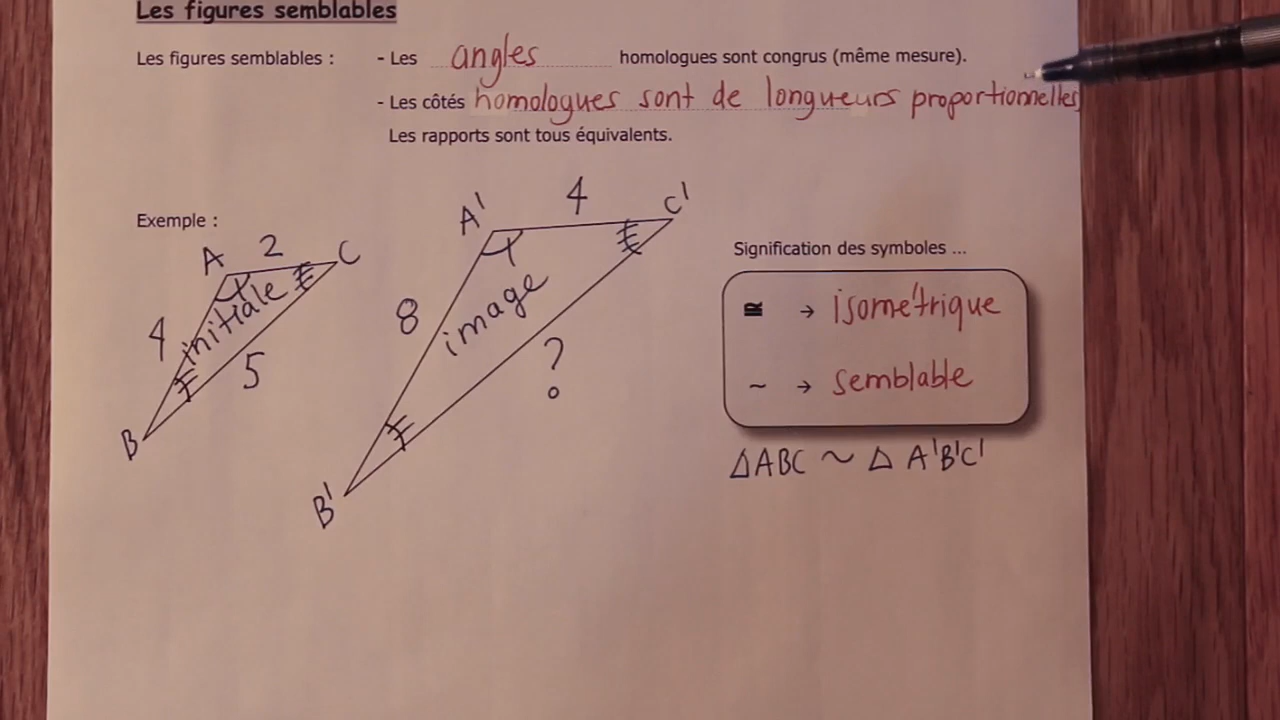 Les figures semblables
Les figures semblables : - Les angles homologues sont congrus (même mesure).
- Les côtés homologues sont de longueurs proportionnelles
Les rapports sont tous équivalents.
Exemple :
A 2 C
4 initiale 5
B
A' 4 C'
8 image ?
B'
Signification des symboles ...
≅ → isométrique
~ → semblable
ΔABC ~ Δ A'B'C'